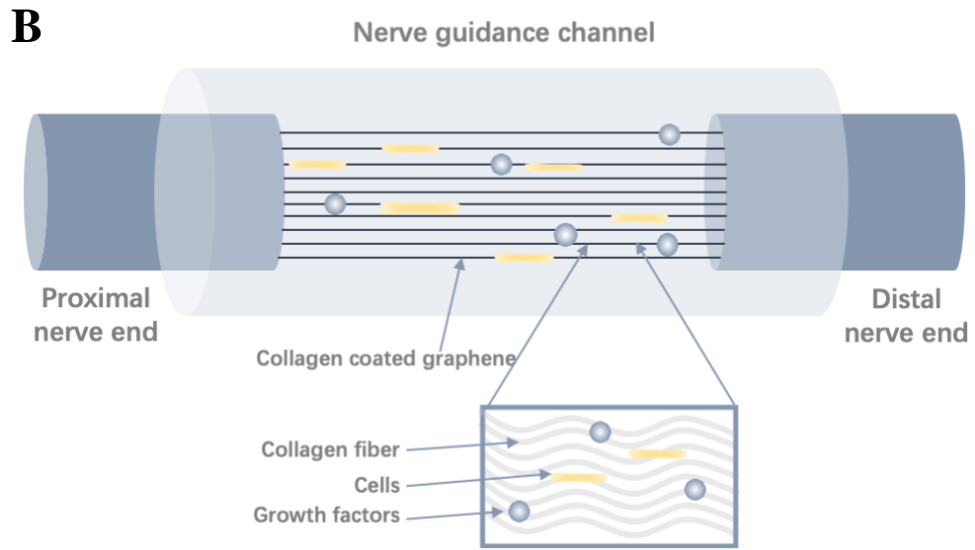 B
Nerve guidance channel
Proximal
nerve end
Distal
nerve end
Collagen coated graphene
Collagen fiber
Cells
Growth factors